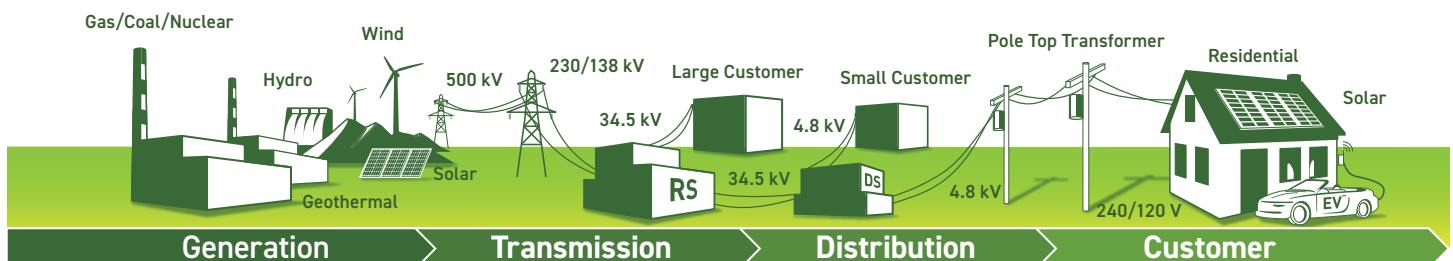 Gas/Coal/Nuclear
Hydro
Wind
Solar
Geothermal
500 kV
230/138 kV
34.5 kV
Large Customer
RS
34.5 kV
4.8 kV
Small Customer
DS
4.8 kV
Pole Top Transformer
240/120 V
Residential
Solar
EV
Generation
Transmission
Distribution
Customer